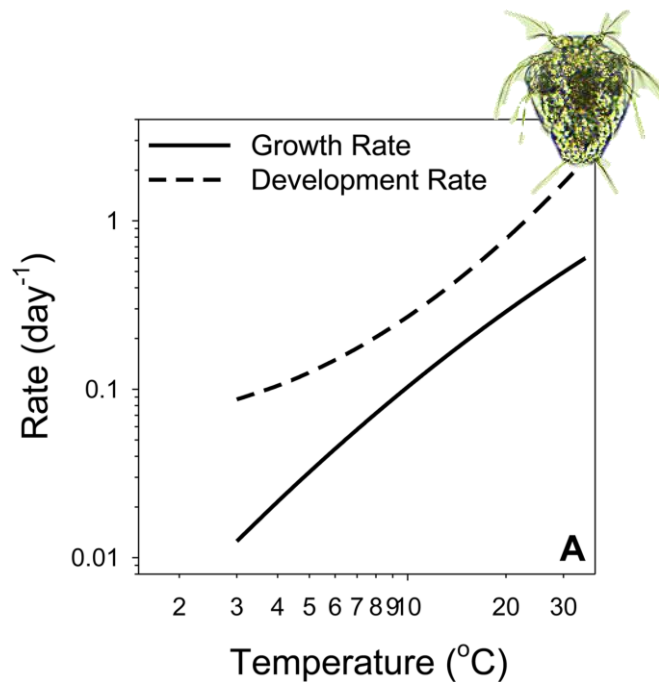 Growth Rate
Development Rate
1
0.1
0.01
Rate (day-1)
A
2 3 4 5 6 7 8 9 10 20 30
Temperature (oC)